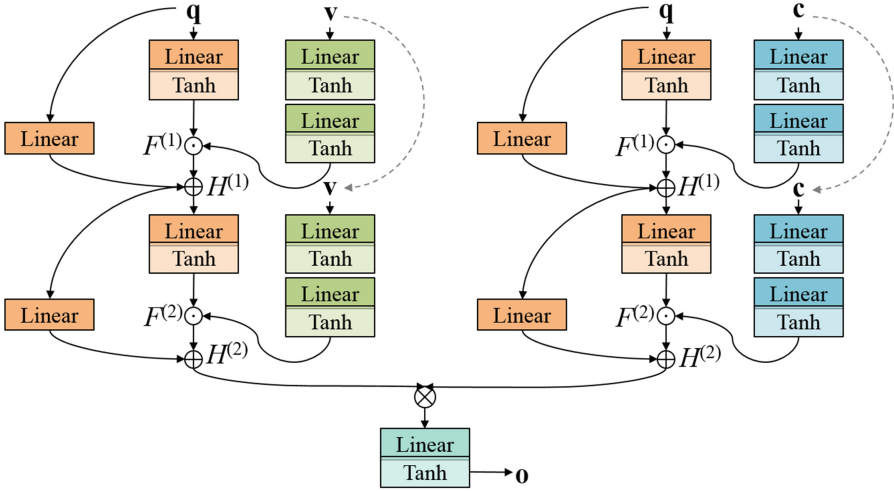 q v q c
Linear Linear Linear Linear
Tanh Tanh Tanh Tanh
Linear Linear
Linear F(1) Tanh Linear F(1) Tanh
H(1) v H(1) c
Linear Linear Linear Linear
Tanh Tanh Tanh Tanh
Linear Linear
Linear F(2) Tanh Linear F(2) Tanh
H(2) H(2)
Linear
Tanh o